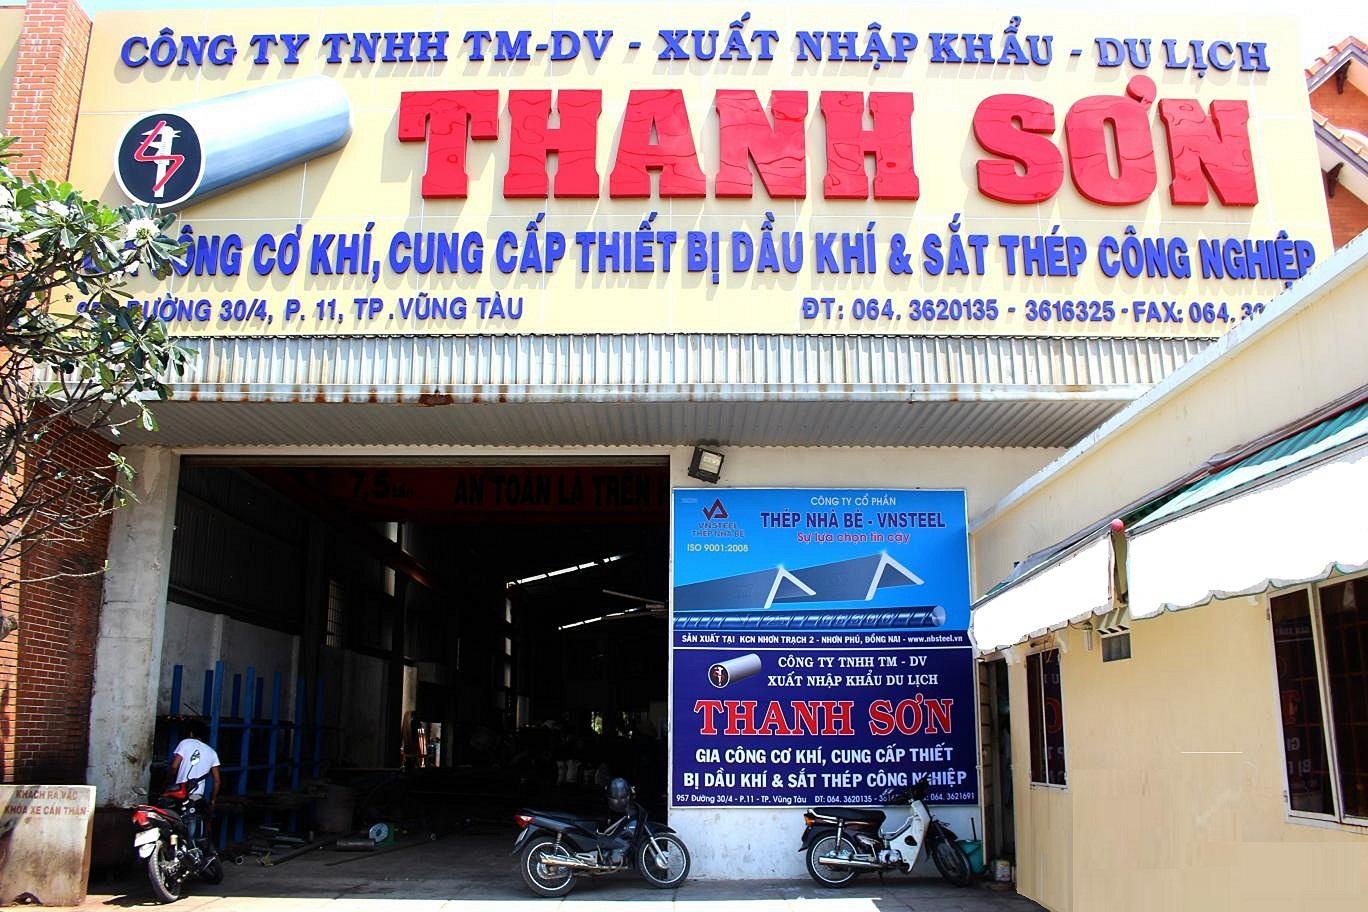 CÔNG TY TNHH TM-DV - XUẤT NHẬP KHẨU - DU LỊCH
THANH SƠN
CÔNG CƠ KHÍ, CUNG CẤP THIẾT BỊ DẦU KHÍ & SẮT THÉP CÔNG NGHIỆP
ĐƯỜNG 30/4, P. 11, TP .VŨNG TÀU
ĐT: 064. 3620135 - 3616325 - FAX: 064.
7,5 tấn AN TOÀN LÀ TRÊN
VNSTEEL
THÉP NHÀ BÈ
ISO 9001:2008
CÔNG TY CỔ PHẦN
THÉP NHÀ BÈ - VNSTEEL
Sự lựa chọn tin cậy
SẢN XUẤT TẠI KCN NHƠN TRẠCH 2 - NHƠN PHÚ, ĐỒNG NAI - www.nbsteel.vn
CÔNG TY TNHH TM - DV
XUẤT NHẬP KHẨU DU LỊCH
THANH SƠN
GIA CÔNG CƠ KHÍ, CUNG CẤP THIẾT
BỊ DẦU KHÍ & SẮT THÉP CÔNG NGHIỆP
957 Đường 30/4 - P.11 - TP. Vũng Tàu ĐT: 064. 3620135 - 064. 3621691
KHÁCH RA VÀO
KHÓA XE CẨN THẬN